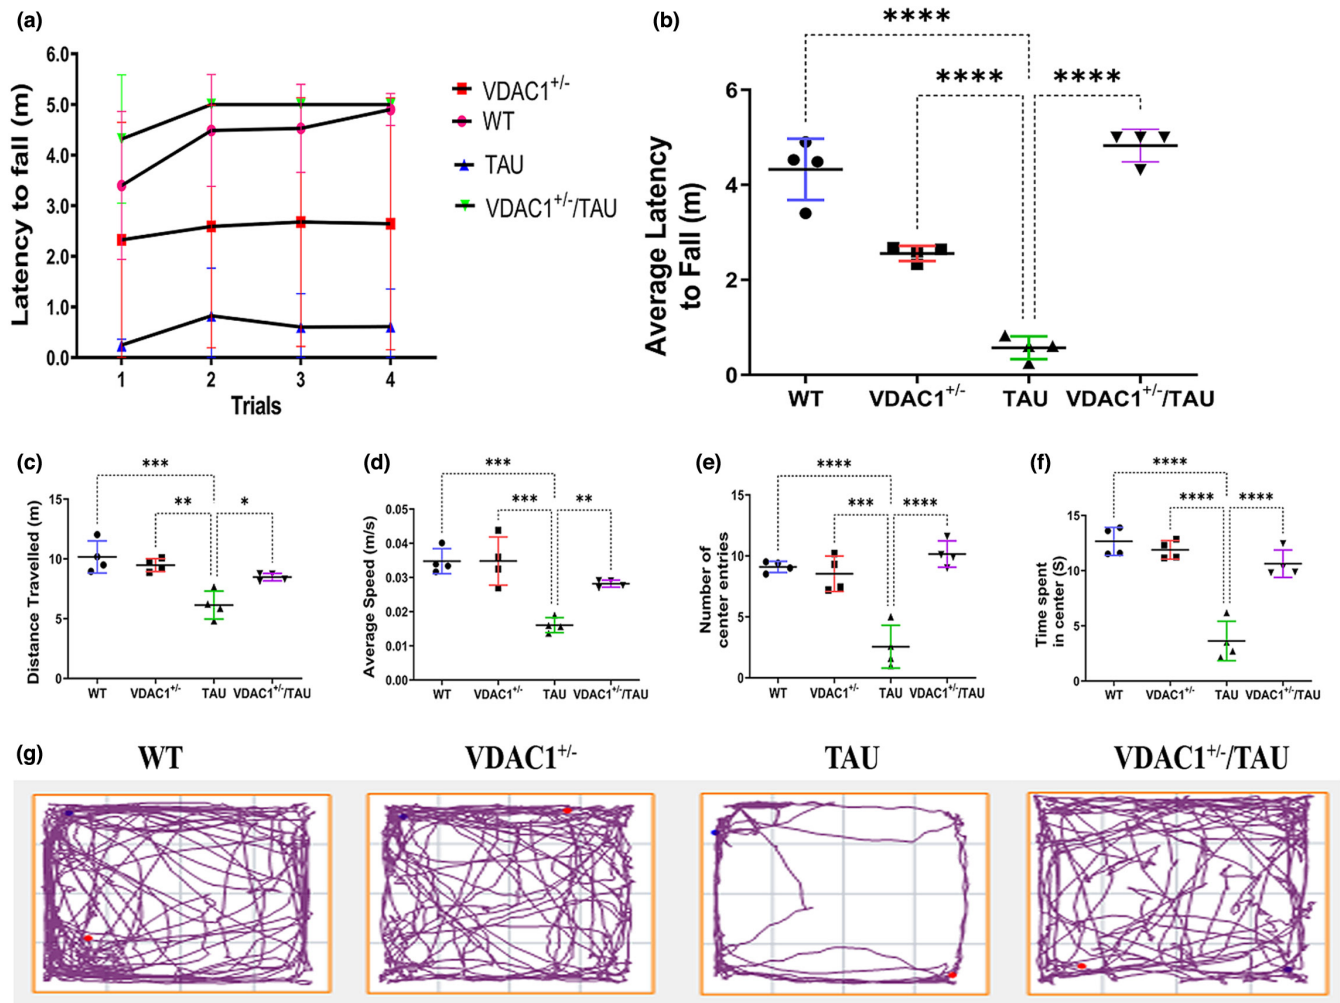 (a)
Latency to fall (m)
6.0
5.0
4.0
3.0
2.0
1.0
0.0
1 2 3 4
Trials
VDAC1+/-
WT
TAU
VDAC1+/-/TAU
(b)
****
**** ****
Average Latency
to Fall (m)
6
4
2
0
WT VDAC1+/- TAU VDAC1+/-/TAU
(c)
***
** *
Distance Travelled (m)
15
10
5
0
WT VDAC1+/- TAU VDAC1+/-/TAU
(d)
***
*** **
Average Speed (m/s)
0.05
0.04
0.03
0.02
0.01
0.00
WT VDAC1+/- TAU VDAC1+/-/TAU
(e)
****
*** ****
Number of
center entries
15
10
5
0
WT VDAC1+/- TAU VDAC1+/-/TAU
(f)
****
**** ****
Time spent
in center (S)
15
10
5
0
WT VDAC1+/- TAU VDAC1+/-/TAU
(g)
WT VDAC1+/- TAU VDAC1+/-/TAU